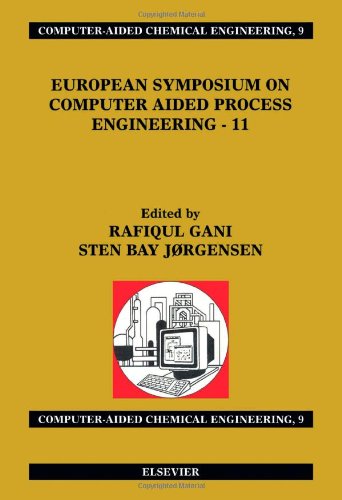 COMPUTER-AIDED CHEMICAL ENGINEERING, 9
EUROPEAN SYMPOSIUM ON
COMPUTER AIDED PROCESS
ENGINEERING - 11
Edited by
RAFIQUL GANI
STEN BAY JØRGENSEN
COMPUTER-AIDED CHEMICAL ENGINEERING, 9
ELSEVIER